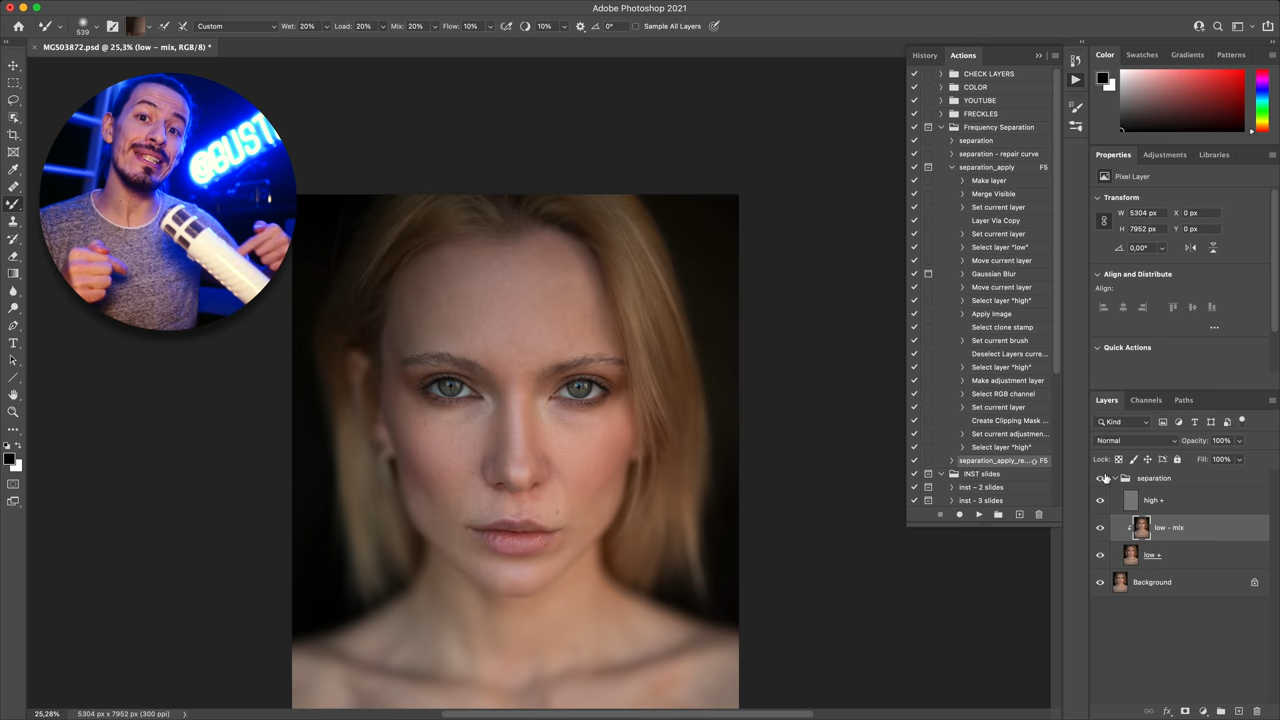 Adobe Photoshop 2021
539
Custom
Wet: 20%
Load: 20%
Mix: 20%
Flow: 10%
10%
0°
Sample All Layers
MGS03872.psd @ 25,3% (low - mix, RGB/8) *
@GUST
History
Actions
CHECK LAYERS
COLOR
YOUTUBE
FRECKLES
Frequency Separation
separation
separation - repair curve
separation_apply F5
Make layer
Merge Visible
Set current layer
Layer Via Copy
Set current layer
Select layer "low"
Move current layer
Gaussian Blur
Move current layer
Select layer "high"
Apply Image
Select clone stamp
Set current brush
Deselect Layers curre...
Select layer "high"
Make adjustment layer
Select RGB channel
Set current layer
Create Clipping Mask ...
Set current adjustmen...
Select layer "high"
separation_apply_re... F5
INST slides
inst – 2 slides
inst - 3 slides
Color
Swatches
Gradients
Patterns
Properties
Adjustments
Libraries
Pixel Layer
Transform
W 5304 px
X 0 px
H 7952 px
Y 0 px
0,00°
Align and Distribute
Align:
Quick Actions
Layers
Channels
Paths
Kind
Normal
Opacity: 100%
Lock:
Fill: 100%
separation
high +
low - mix
low +
Background
25,28%
5304 px x 7952 px (300 ppi)